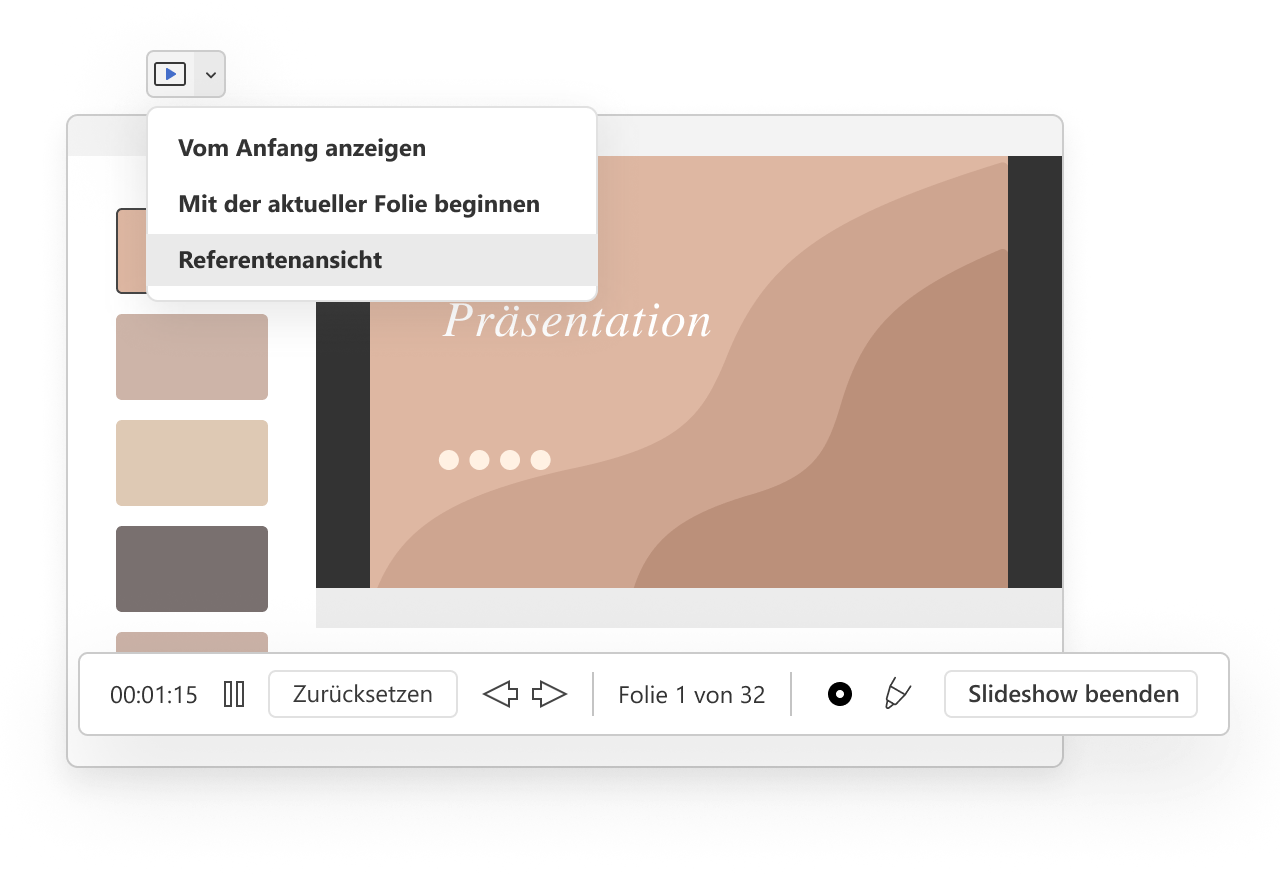 Vom Anfang anzeigen
Mit der aktueller Folie beginnen
Referentenansicht
Präsentation
00:01:15
Zurücksetzen
Folie 1 von 32
Slideshow beenden